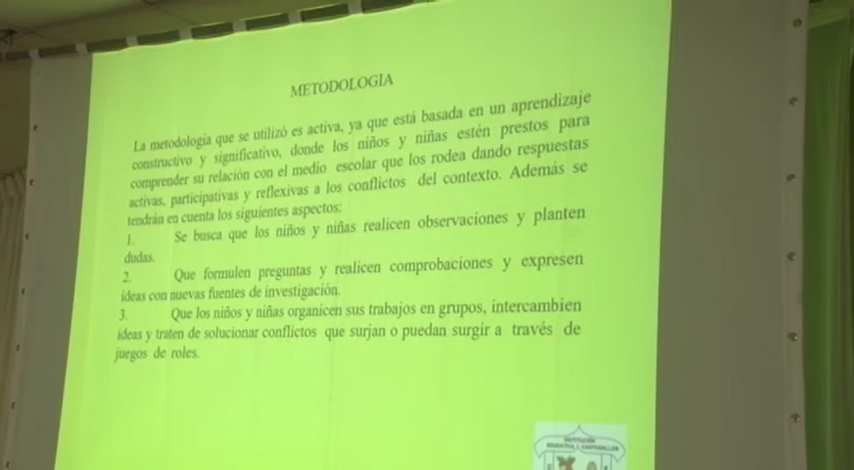 METODOLOGIA
La metodología que se utilizó es activa, ya que está basada en un aprendizaje
constructivo y significativo, donde los niños y niñas estén prestos para
comprender su relación con el medio escolar que los rodea dando respuestas
activas, participativas y reflexivas a los conflictos del contexto. Además se
tendrán en cuenta los siguientes aspectos:
1. Se busca que los niños y niñas realicen observaciones y planten
dudas.
2. Que formulen preguntas y realicen comprobaciones y expresen
ideas con nuevas fuentes de investigación.
3. Que los niños y niñas organicen sus trabajos en grupos, intercambien
ideas y traten de solucionar conflictos que surjan o puedan surgir a través de
juegos de roles.
INSTITUCION
EDUCATIVA